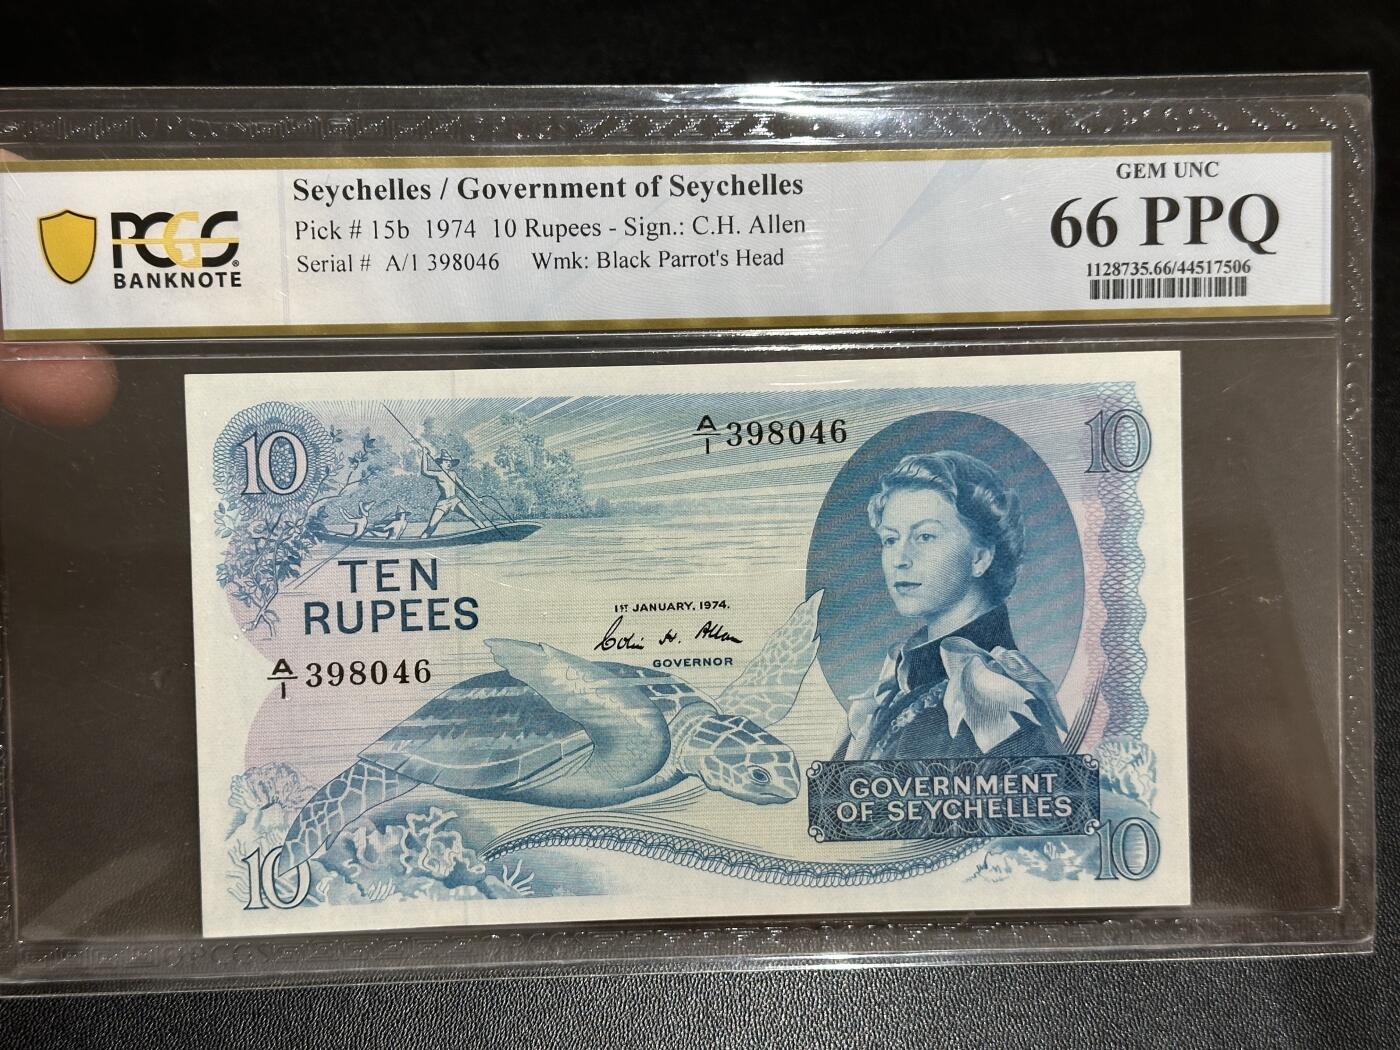 PCGS
BANKNOTE
Seychelles / Government of Seychelles
Pick # 15b 1974 10 Rupees - Sign.: C.H. Allen
Serial # A/1 398046 Wmk: Black Parrot's Head
GEM UNC
66 PPQ
1128735.66/44517506
10
A/1 398046
10
TEN
RUPEES
1ST JANUARY, 1974.
Colin H. Allan
GOVERNOR
A/1 398046
GOVERNMENT
OF SEYCHELLES
10
10